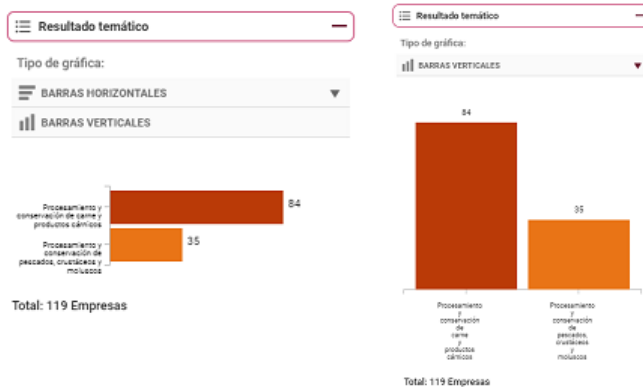 Resultado temático
Tipo de gráfica:
BARRAS HORIZONTALES
BARRAS VERTICALES
Procesamiento y
conservación de carne y
productos cárnicos
84
Procesamiento y
conservación de
pescados, crustáceos y
moluscos
35
Total: 119 Empresas
Resultado temático
Tipo de gráfica:
BARRAS VERTICALES
84
35
Procesamiento
y
conservación
de
carne
y
productos
cárnicos
Procesamiento
y
conservación
de
pescados,
crustáceos
y
moluscos
Total: 119 Empresas